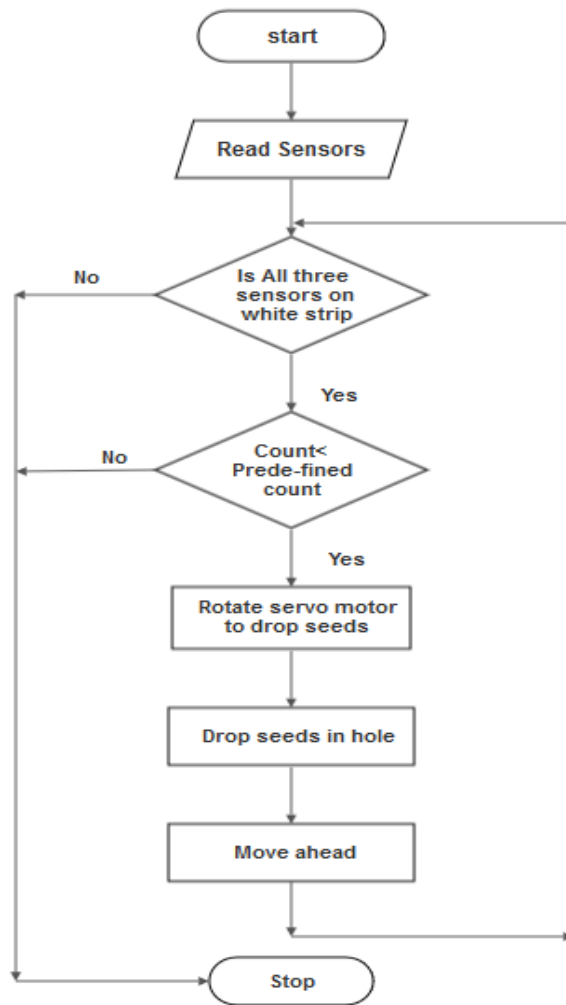 start
Read Sensors
No
Is All three
sensors on
white strip
Yes
No
Count<
Prede-fined
count
Yes
Rotate servo motor
to drop seeds
Drop seeds in hole
Move ahead
Stop